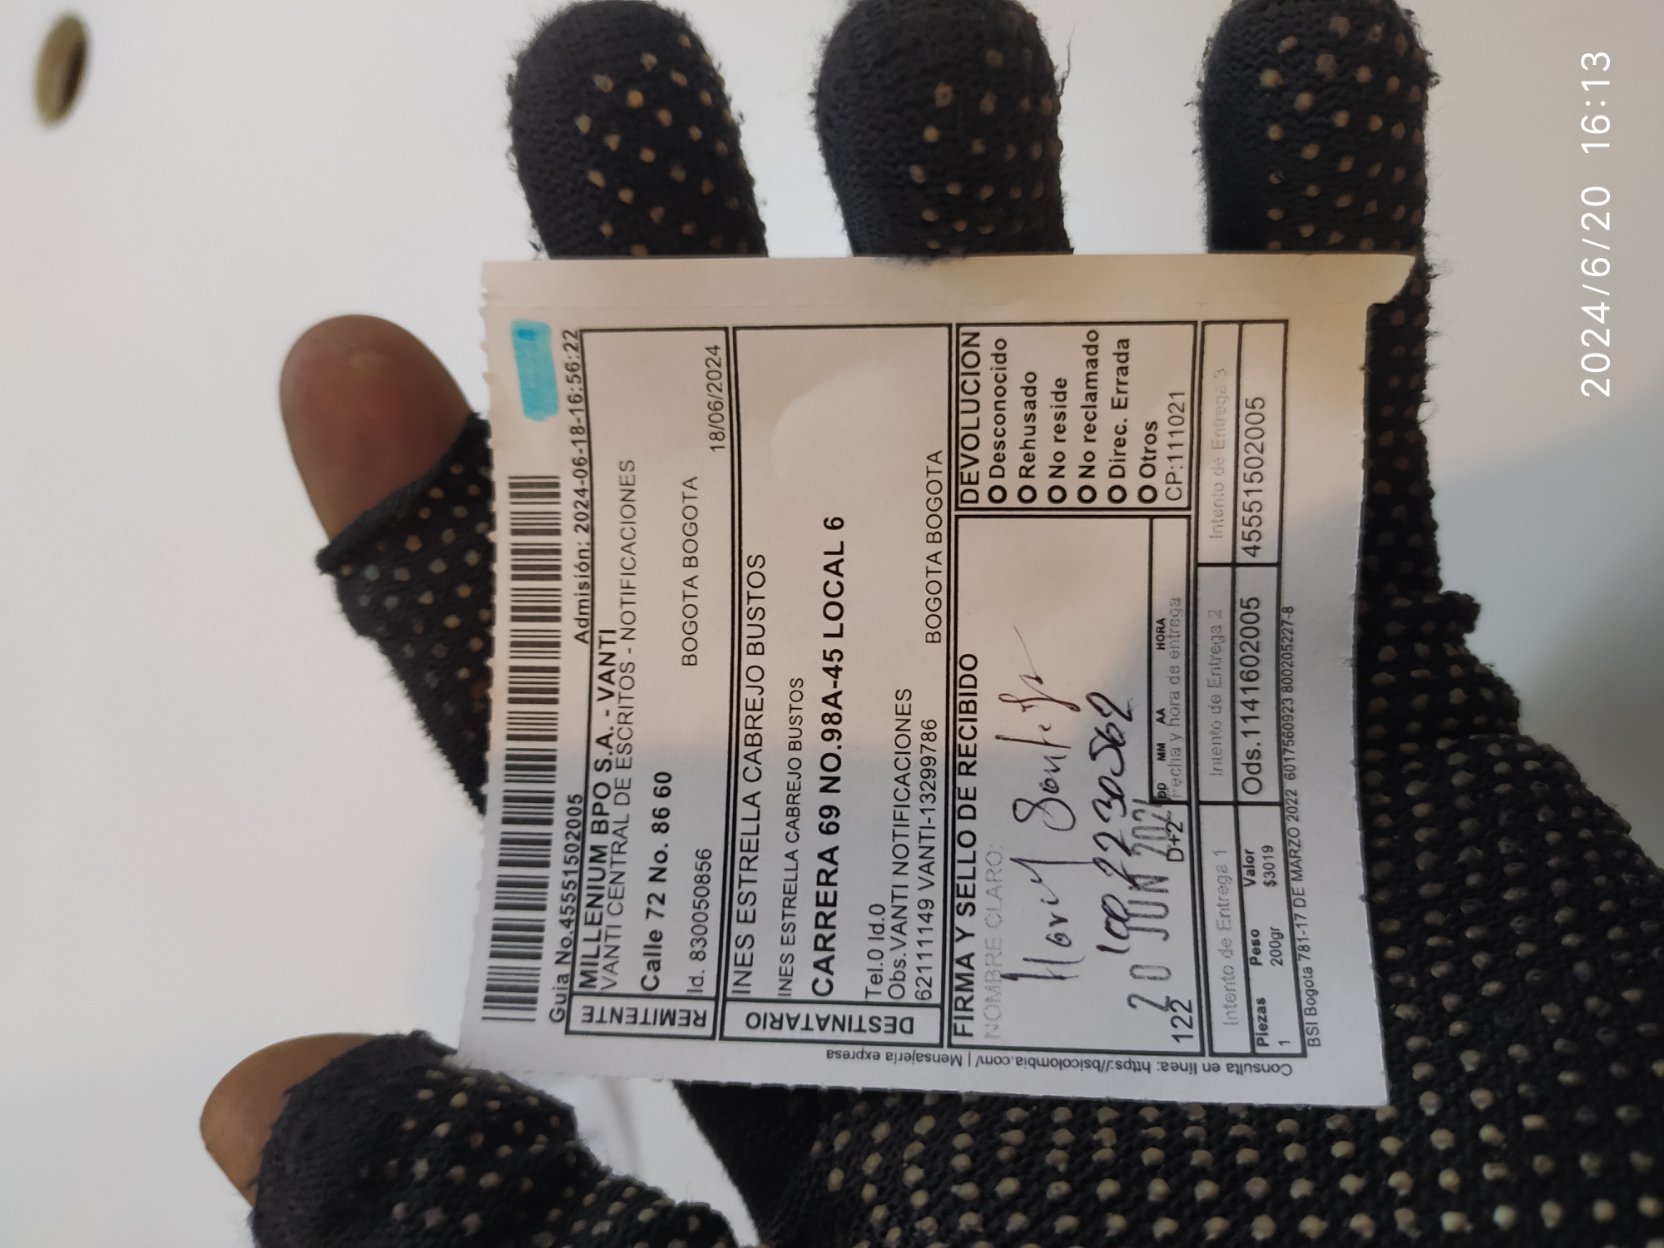 Guia No.45551502005
Admisión: 2024-06-18-16:56:22
REMITENTE
MILLENIUM BPO S.A. - VANTI
VANTI CENTRAL DE ESCRITOS - NOTIFICACIONES
Calle 72 No. 86 60
BOGOTA BOGOTA
Id. 830050856
18/06/2024
DESTINATARIO
INES ESTRELLA CABREJO BUSTOS
INES ESTRELLA CABREJO BUSTOS
CARRERA 69 NO.98A-45 LOCAL 6
Tel.0 Id.0
Obs.VANTI NOTIFICACIONES
62111149 VANTI-13299786
BOGOTA BOGOTA
FIRMA Y SELLO DE RECIBIDO
NOMBRE CLARO:
20 JUN 202
122
D+2
DD MM AA HORA
Fecha y hora de entrega
DEVOLUCION
Desconocido
Rehusado
No reside
No reclamado
Direc. Errada
Otros
CP:111021
Intento de Entrega 1
Intento de Entrega 2
Intento de Entrega 3
Piezas Peso Valor
1 200gr $3019
Ods.1141602005
45551502005
BSI Bogota 781-17 DE MARZO 2022 6017560923 800205227-8
Consulta en linea: https://bsicolombia.com/ | Mensajeria expresa
2024/6/20 16:13